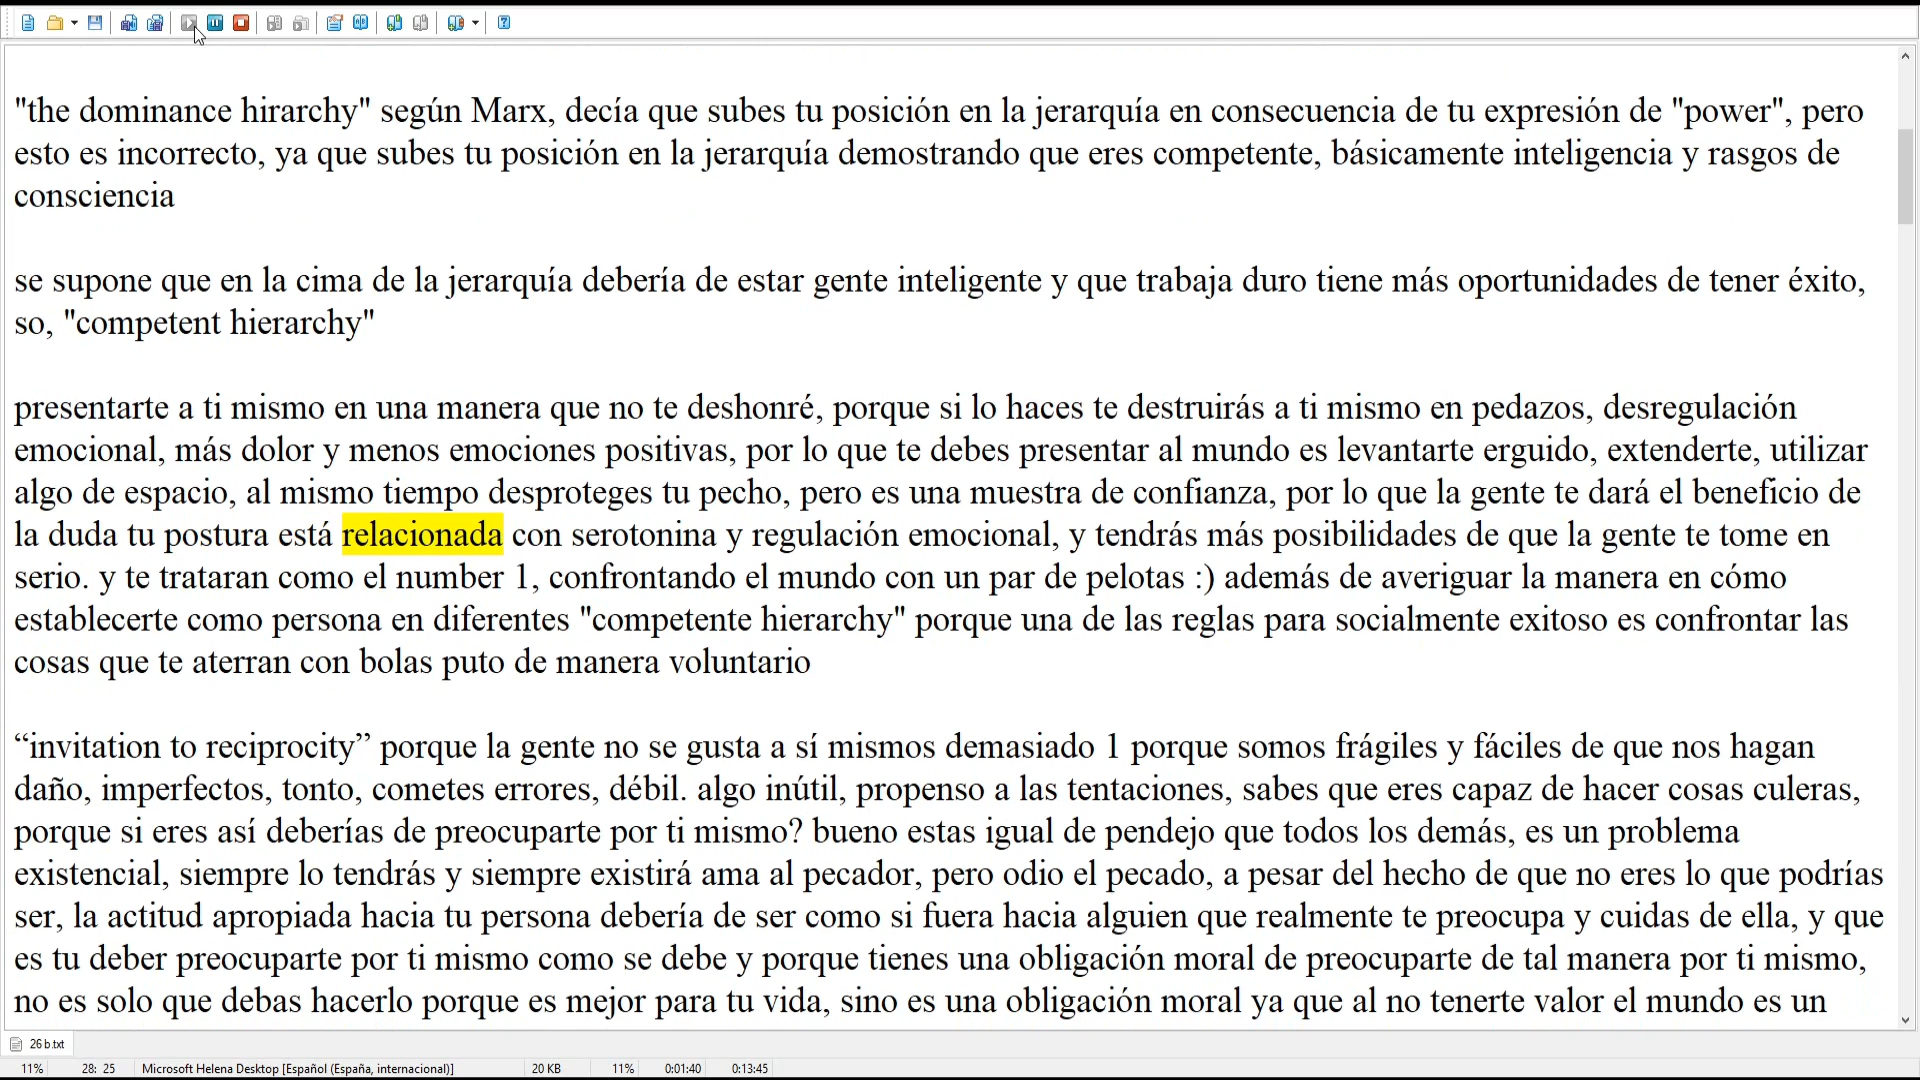 "the dominance hirarchy" según Marx, decía que subes tu posición en la jerarquía en consecuencia de tu expresión de "power", pero
esto es incorrecto, ya que subes tu posición en la jerarquía demostrando que eres competente, básicamente inteligencia y rasgos de
consciencia
se supone que en la cima de la jerarquía debería de estar gente inteligente y que trabaja duro tiene más oportunidades de tener éxito,
so, "competent hierarchy"
presentarte a ti mismo en una manera que no te deshonré, porque si lo haces te destruirás a ti mismo en pedazos, desregulación
emocional, más dolor y menos emociones positivas, por lo que te debes presentar al mundo es levantarte erguido, extenderte, utilizar
algo de espacio, al mismo tiempo desproteges tu pecho, pero es una muestra de confianza, por lo que la gente te dará el beneficio de
la duda tu postura está relacionada con serotonina y regulación emocional, y tendrás más posibilidades de que la gente te tome en
serio. y te trataran como el number 1, confrontando el mundo con un par de pelotas :) además de averiguar la manera en cómo
establecerte como persona en diferentes "competente hierarchy" porque una de las reglas para socialmente exitoso es confrontar las
cosas que te aterran con bolas puto de manera voluntario
“invitation to reciprocity” porque la gente no se gusta a sí mismos demasiado 1 porque somos frágiles y fáciles de que nos hagan
daño, imperfectos, tonto, cometes errores, débil. algo inútil, propenso a las tentaciones, sabes que eres capaz de hacer cosas culeras,
porque si eres así deberías de preocuparte por ti mismo? bueno estas igual de pendejo que todos los demás, es un problema
existencial, siempre lo tendrás y siempre existirá ama al pecador, pero odio el pecado, a pesar del hecho de que no eres lo que podrías
ser, la actitud apropiada hacia tu persona debería de ser como si fuera hacia alguien que realmente te preocupa y cuidas de ella, y que
es tu deber preocuparte por ti mismo como se debe y porque tienes una obligación moral de preocuparte de tal manera por ti mismo,
no es solo que debas hacerlo porque es mejor para tu vida, sino es una obligación moral ya que al no tenerte valor el mundo es un
26 b.txt
11% 28: 25 Microsoft Helena Desktop [Español (España, internacional)] 20 KB 11% 0:01:40 0:13:45